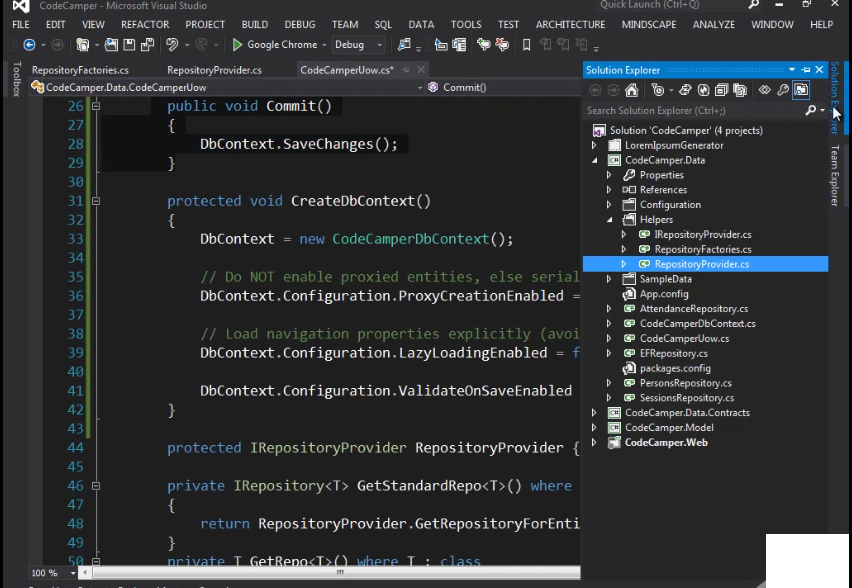 CodeCamper - Microsoft Visual Studio
Quick Launch (Ctrl+Q)
FILE EDIT VIEW REFACTOR PROJECT BUILD DEBUG TEAM SQL DATA TOOLS TEST ARCHITECTURE MINDSCAPE ANALYZE WINDOW HELP
Google Chrome Debug
Toolbox
RepositoryFactories.cs RepositoryProvider.cs CodeCamperUow.cs*
CodeCamper.Data.CodeCamperUow Commit()
26 public void Commit()
27 {
28 DbContext.SaveChanges();
29 }
30
31 protected void CreateDbContext()
32 {
33 DbContext = new CodeCamperDbContext();
34
35 // Do NOT enable proxied entities, else serial
36 DbContext.Configuration.ProxyCreationEnabled =
37
38 // Load navigation properties explicitly (avoi
39 DbContext.Configuration.LazyLoadingEnabled = f
40
41 DbContext.Configuration.ValidateOnSaveEnabled
42 }
43
44 protected IRepositoryProvider RepositoryProvider {
45
46 private IRepository<T> GetStandardRepo<T>() where
47 {
48 return RepositoryProvider.GetRepositoryForEnti
49 }
50 private T GetRepo<T>() where T : class
100 %
Solution Explorer
Search Solution Explorer (Ctrl+;)
Solution 'CodeCamper' (4 projects)
LoremIpsumGenerator
CodeCamper.Data
Properties
References
Configuration
Helpers
IRepositoryProvider.cs
RepositoryFactories.cs
RepositoryProvider.cs
SampleData
App.config
AttendanceRepository.cs
CodeCamperDbContext.cs
CodeCamperUow.cs
EFRepository.cs
packages.config
PersonsRepository.cs
SessionsRepository.cs
CodeCamper.Data.Contracts
CodeCamper.Model
CodeCamper.Web
Solution Explorer
Team Explorer